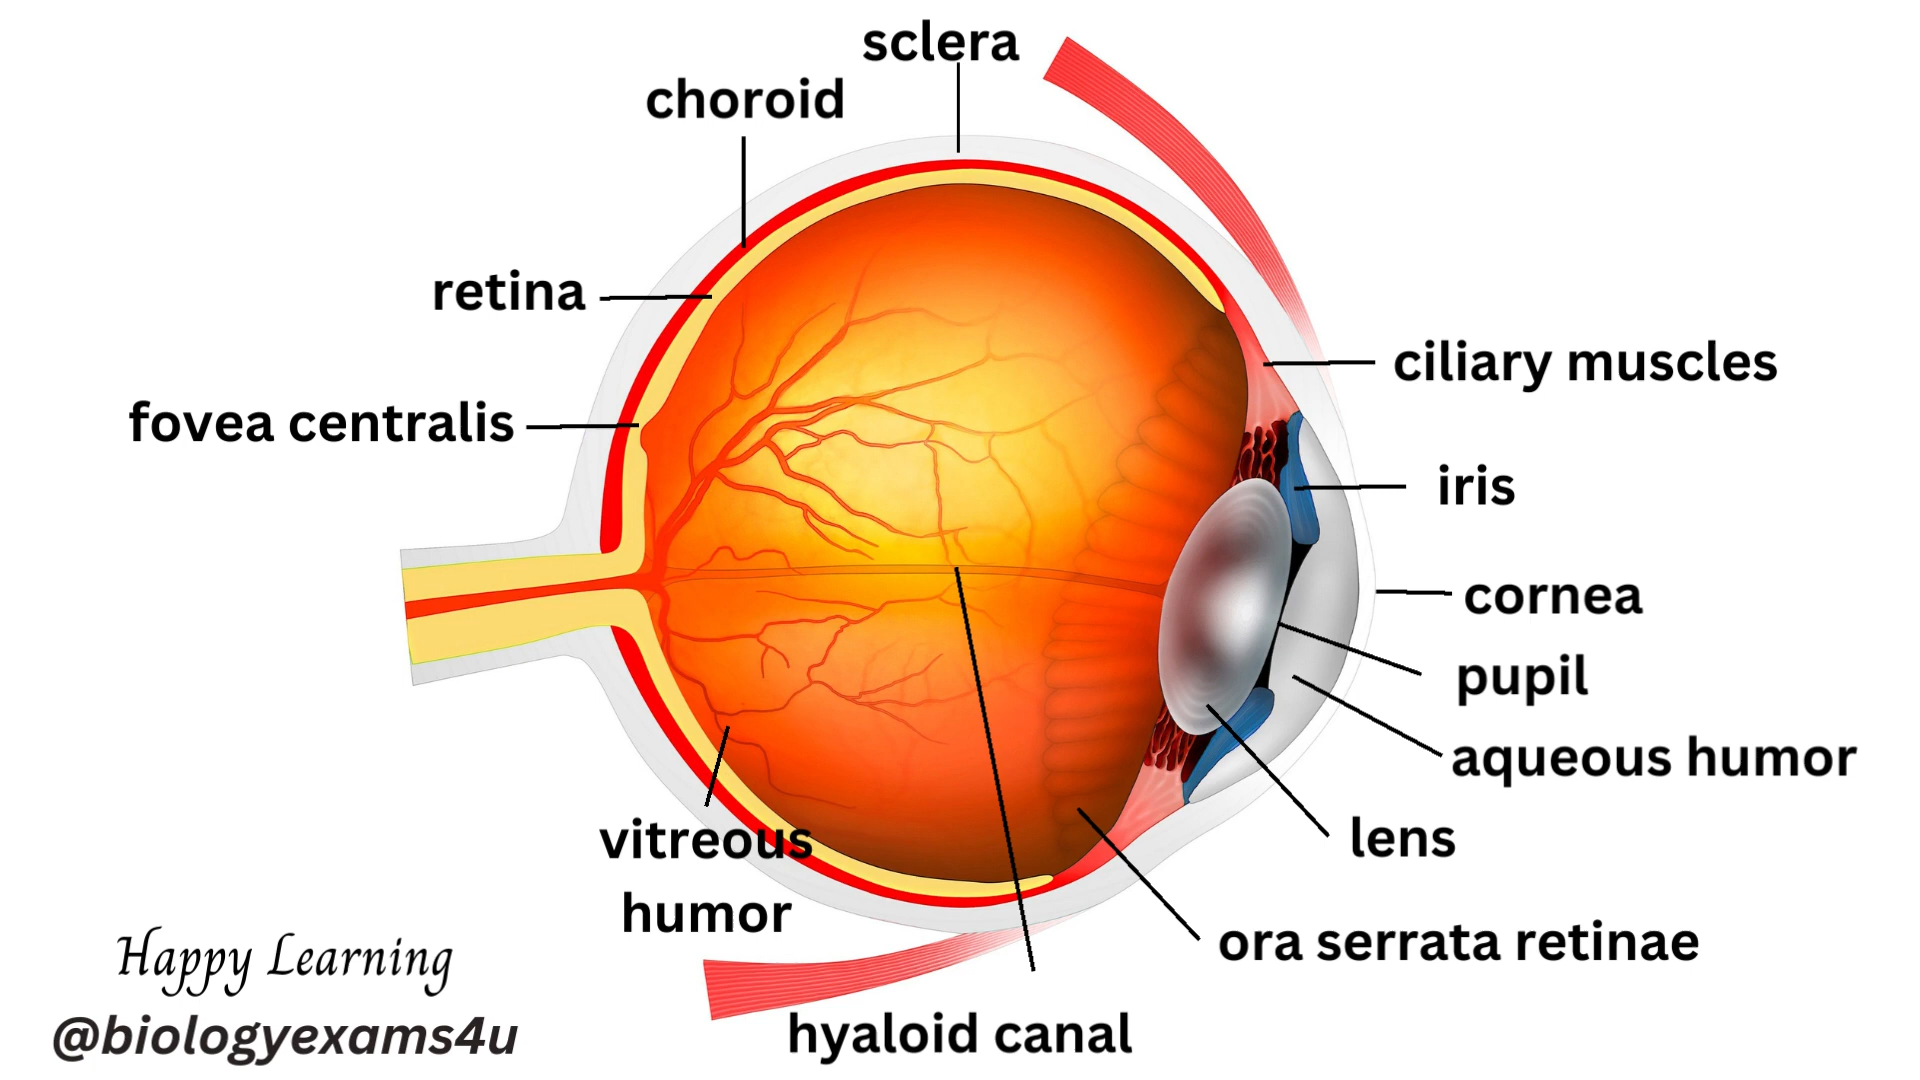 sclera
choroid
retina
ciliary muscles
fovea centralis
iris
cornea
pupil
aqueous humor
vitreous
humor
lens
ora serrata retinae
hyaloid canal
Happy Learning
@biologyexams4u